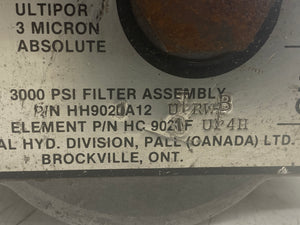 ULTIPOR
3 MICRON
ABSOLUTE
3000 PSI FILTER ASSEMBLY
P/N HH9020A12
ELEMENT P/N HC 9021F UP4H
AL HYD. DIVISION, PALL (CANADA) LTD.
BROCKVILLE, ONT.